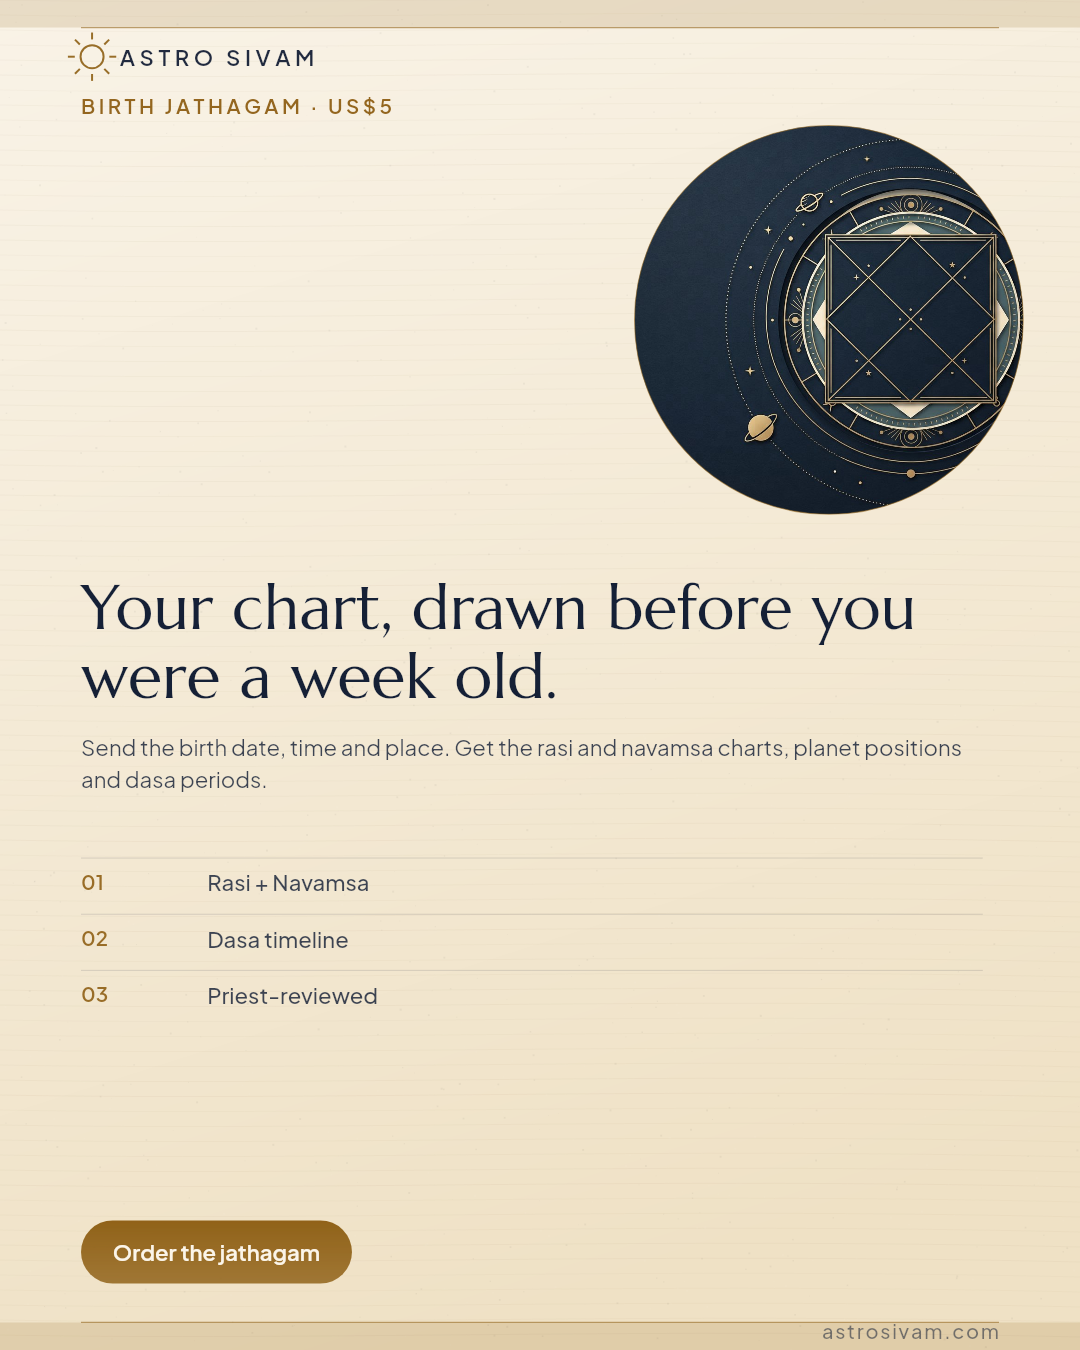 ASTRO SIVAM
BIRTH JATHAGAM · US$5
Your chart, drawn before you
were a week old.
Send the birth date, time and place. Get the rasi and navamsa charts, planet positions
and dasa periods.
01 Rasi + Navamsa
02 Dasa timeline
03 Priest-reviewed
Order the jathagam
astrosivam.com